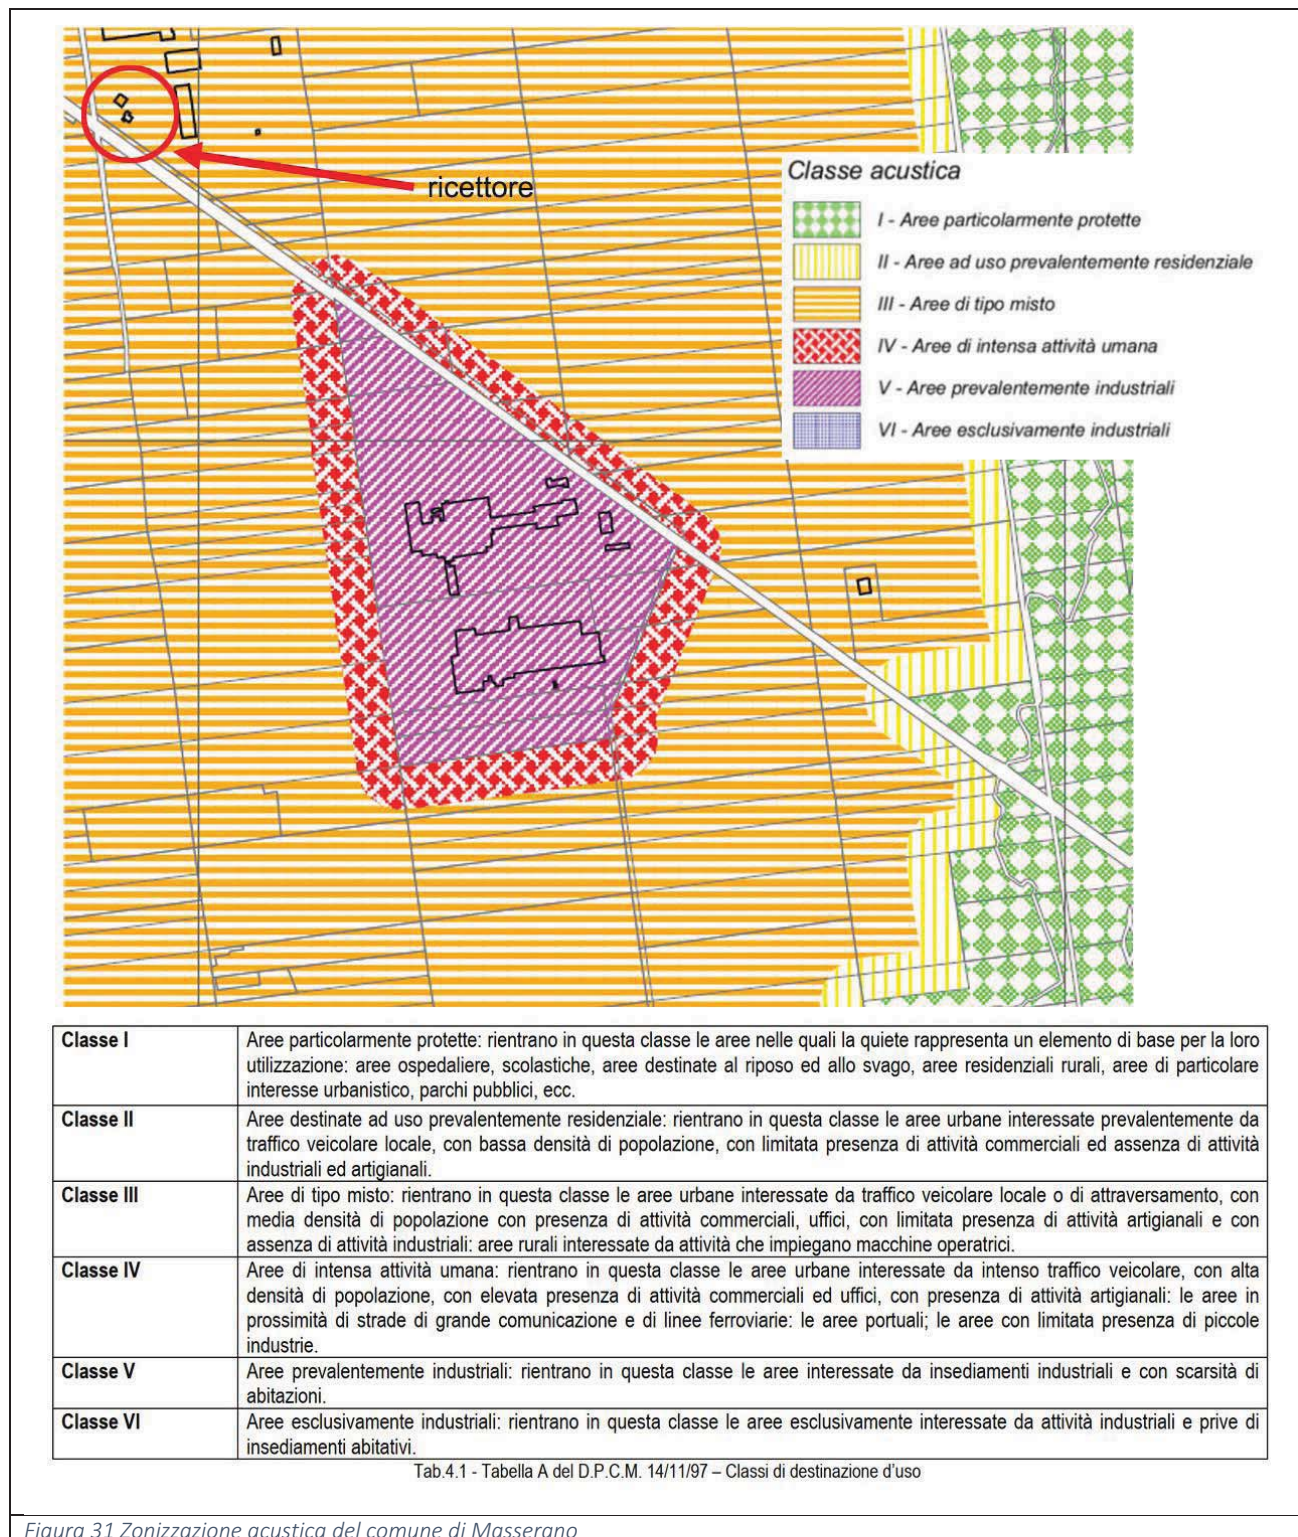 ricettore
Classe acustica
I - Aree particolarmente protette
II - Aree ad uso prevalentemente residenziale
III - Aree di tipo misto
IV - Aree di intensa attività umana
V - Aree prevalentemente industriali
VI - Aree esclusivamente industriali
Classe I
Aree particolarmente protette: rientrano in questa classe le aree nelle quali la quiete rappresenta un elemento di base per la loro
utilizzazione: aree ospedaliere, scolastiche, aree destinate al riposo ed allo svago, aree residenziali rurali, aree di particolare
interesse urbanistico, parchi pubblici, ecc.
Classe II
Aree destinate ad uso prevalentemente residenziale: rientrano in questa classe le aree urbane interessate prevalentemente da
traffico veicolare locale, con bassa densità di popolazione, con limitata presenza di attività commerciali ed assenza di attività
industriali ed artigianali.
Classe III
Aree di tipo misto: rientrano in questa classe le aree urbane interessate da traffico veicolare locale o di attraversamento, con
media densità di popolazione con presenza di attività commerciali, uffici, con limitata presenza di attività artigianali e con
assenza di attività industriali: aree rurali interessate da attività che impiegano macchine operatrici.
Classe IV
Aree di intensa attività umana: rientrano in questa classe le aree urbane interessate da intenso traffico veicolare, con alta
densità di popolazione, con elevata presenza di attività commerciali ed uffici, con presenza di attività artigianali: le aree in
prossimità di strade di grande comunicazione e di linee ferroviarie: le aree portuali; le aree con limitata presenza di piccole
industrie.
Classe V
Aree prevalentemente industriali: rientrano in questa classe le aree interessate da insediamenti industriali e con scarsità di
abitazioni.
Classe VI
Aree esclusivamente industriali: rientrano in questa classe le aree esclusivamente interessate da attività industriali e prive di
insediamenti abitativi.
Tab.4.1 - Tabella A del D.P.C.M. 14/11/97 – Classi di destinazione d'uso
Figura 31 Zonizzazione acustica del comune di Masserano